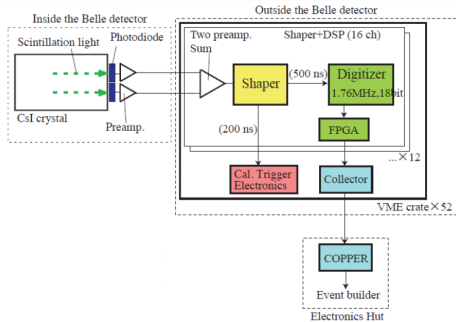 Outside the Belle detector
Inside the Belle detector
Scintillation light
Photodiode
CsI crystal
Preamp.
Two preamp.
Sum
Shaper+DSP (16 ch)
Shaper
(500 ns)
Digitizer
1.76MHz,18bit
FPGA
(200 ns)
...×12
Cal. Trigger
Electronics
Collector
VME crate×52
COPPER
Event builder
Electronics Hut